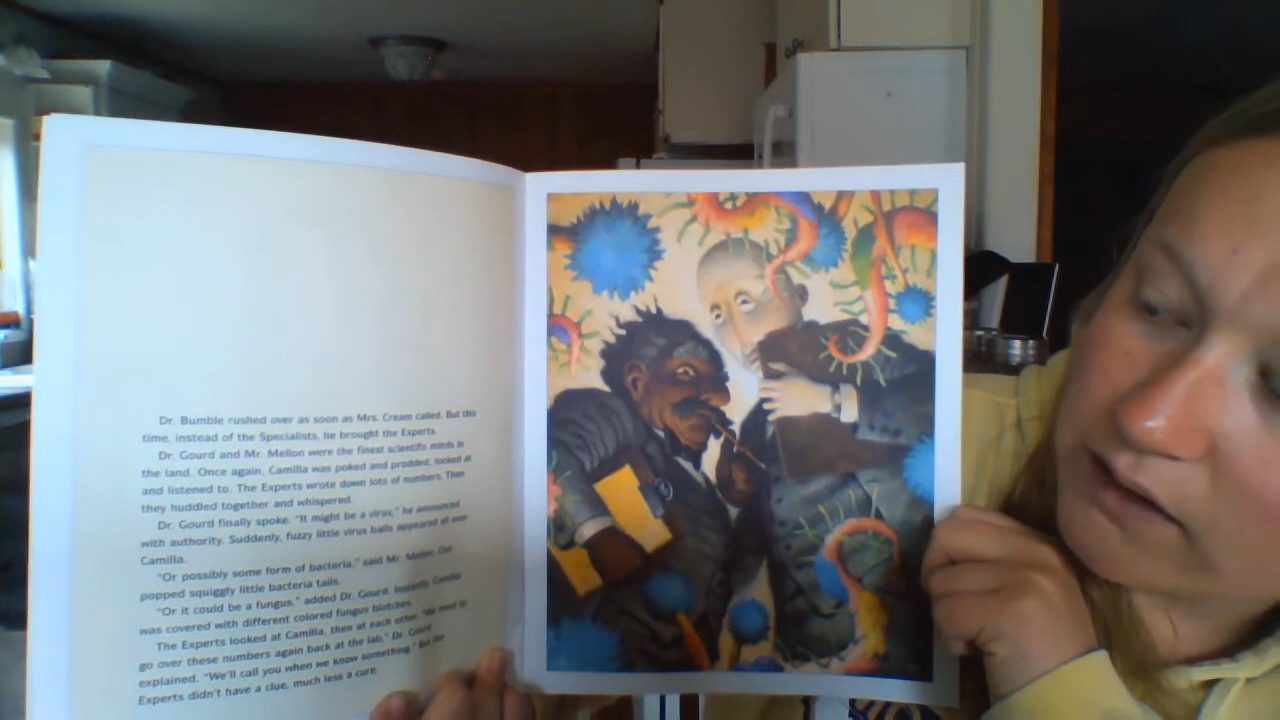 Dr. Bumble rushed over as soon as Mrs. Cream called. But this
time, instead of the Specialists, he brought the Experts.
Dr. Gourd and Mr. Mellon were the finest scientific minds in
the land. Once again, Camilla was poked and prodded, looked at
and listened to. The Experts wrote down lots of numbers. Then
they huddled together and whispered.
Dr. Gourd finally spoke. "It might be a virus," he announced
with authority. Suddenly, fuzzy little virus balls appeared all over
Camilla.
"Or possibly some form of bacteria," said Mr. Mellon. Out
popped squiggly little bacteria tails.
"Or it could be a fungus," added Dr. Gourd. Instantly, Camilla
was covered with different colored fungus blotches.
The Experts looked at Camilla, then at each other. "We need to
go over these numbers again back at the lab," Dr. Gourd
explained. "We'll call you when we know something." But the
Experts didn't have a clue, much less a cure.